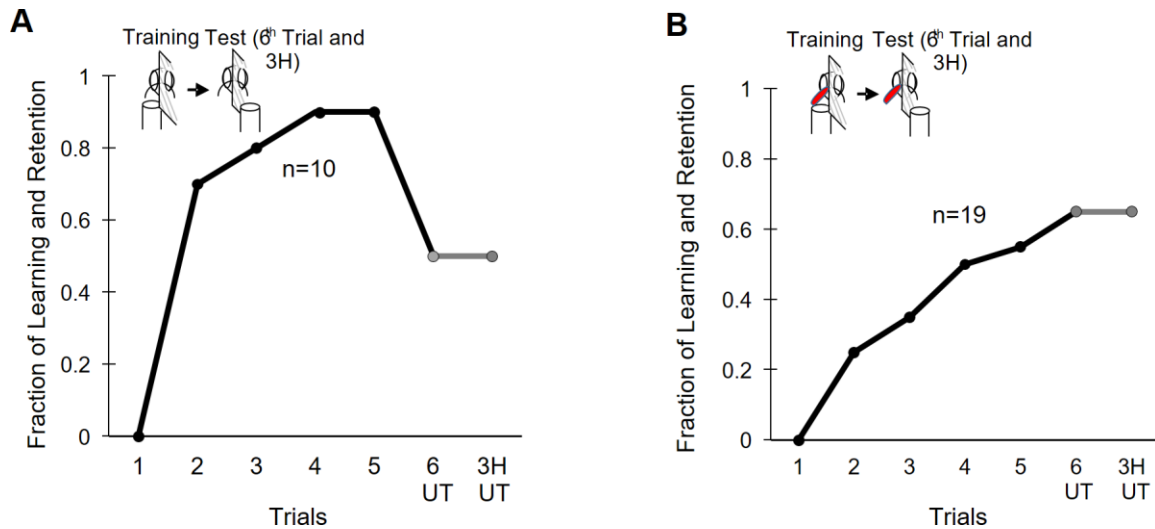 A
Training Test (6th Trial and
3H)
Fraction of Learning and Retention
1
0.8
0.6
0.4
0.2
0
n=10
1 2 3 4 5 6 3H
UT UT
Trials
B
Training Test (6th Trial and
3H)
Fraction of Learning and Retention
1
0.8
0.6
0.4
0.2
0
n=19
1 2 3 4 5 6 3H
UT UT
Trials